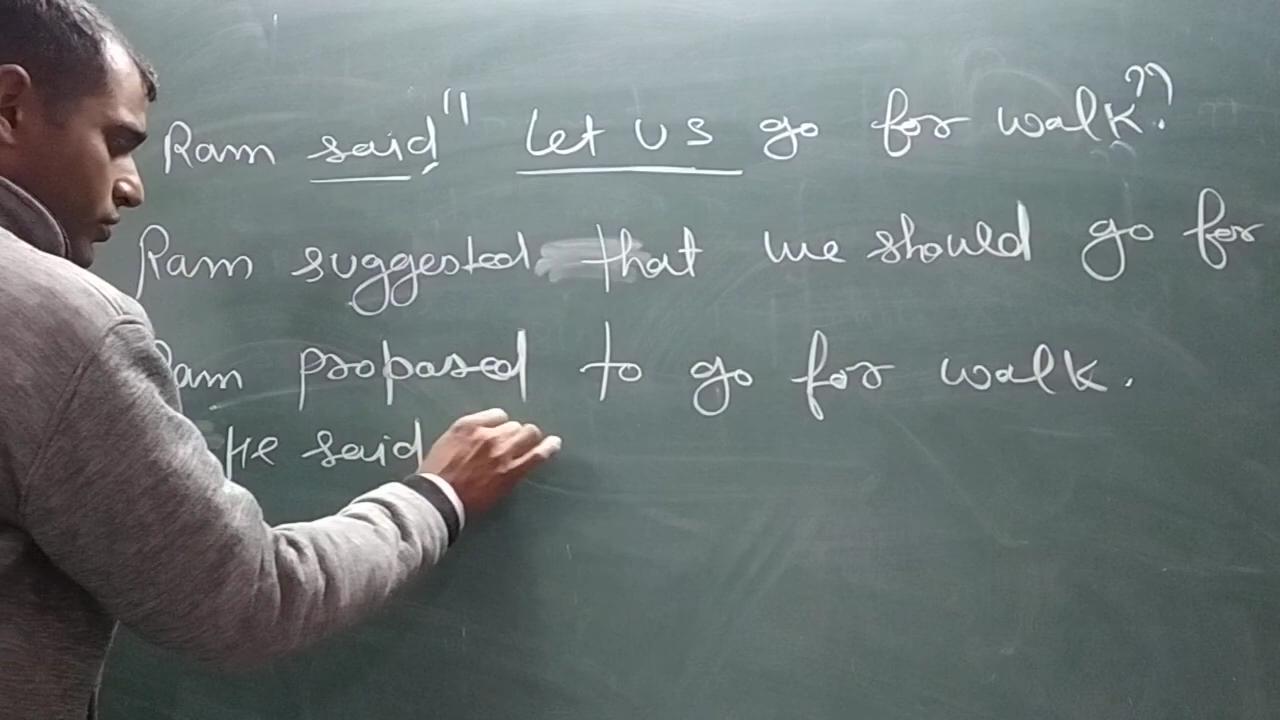 Ram said, " Let us go for walk."
Ram suggested that we should go for
Ram proposed to go for walk.
He said